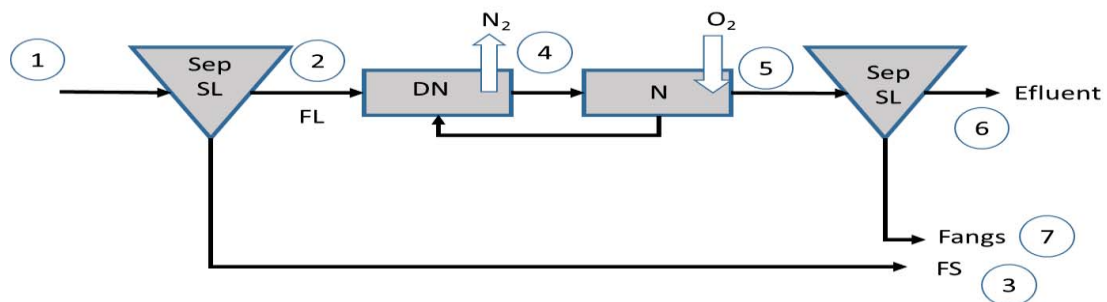 N₂
O₂
1
Sep
SL
2
FL
DN
4
N
5
Sep
SL
Efluent
6
Fangs
7
FS
3